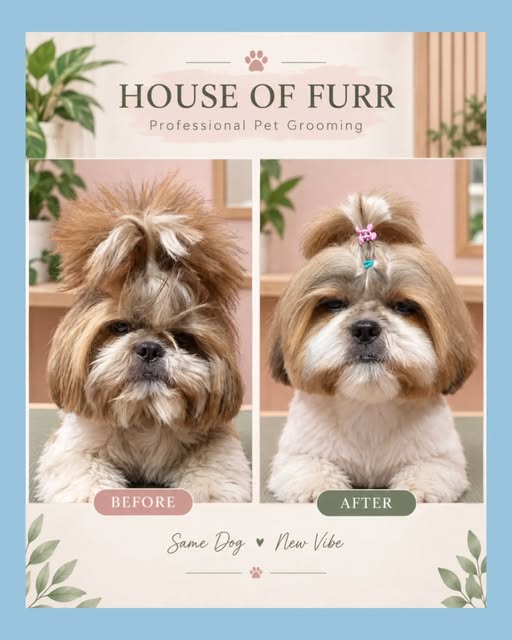 HOUSE OF FURR
Professional Pet Grooming
BEFORE
AFTER
Same Dog ♥ New Vibe